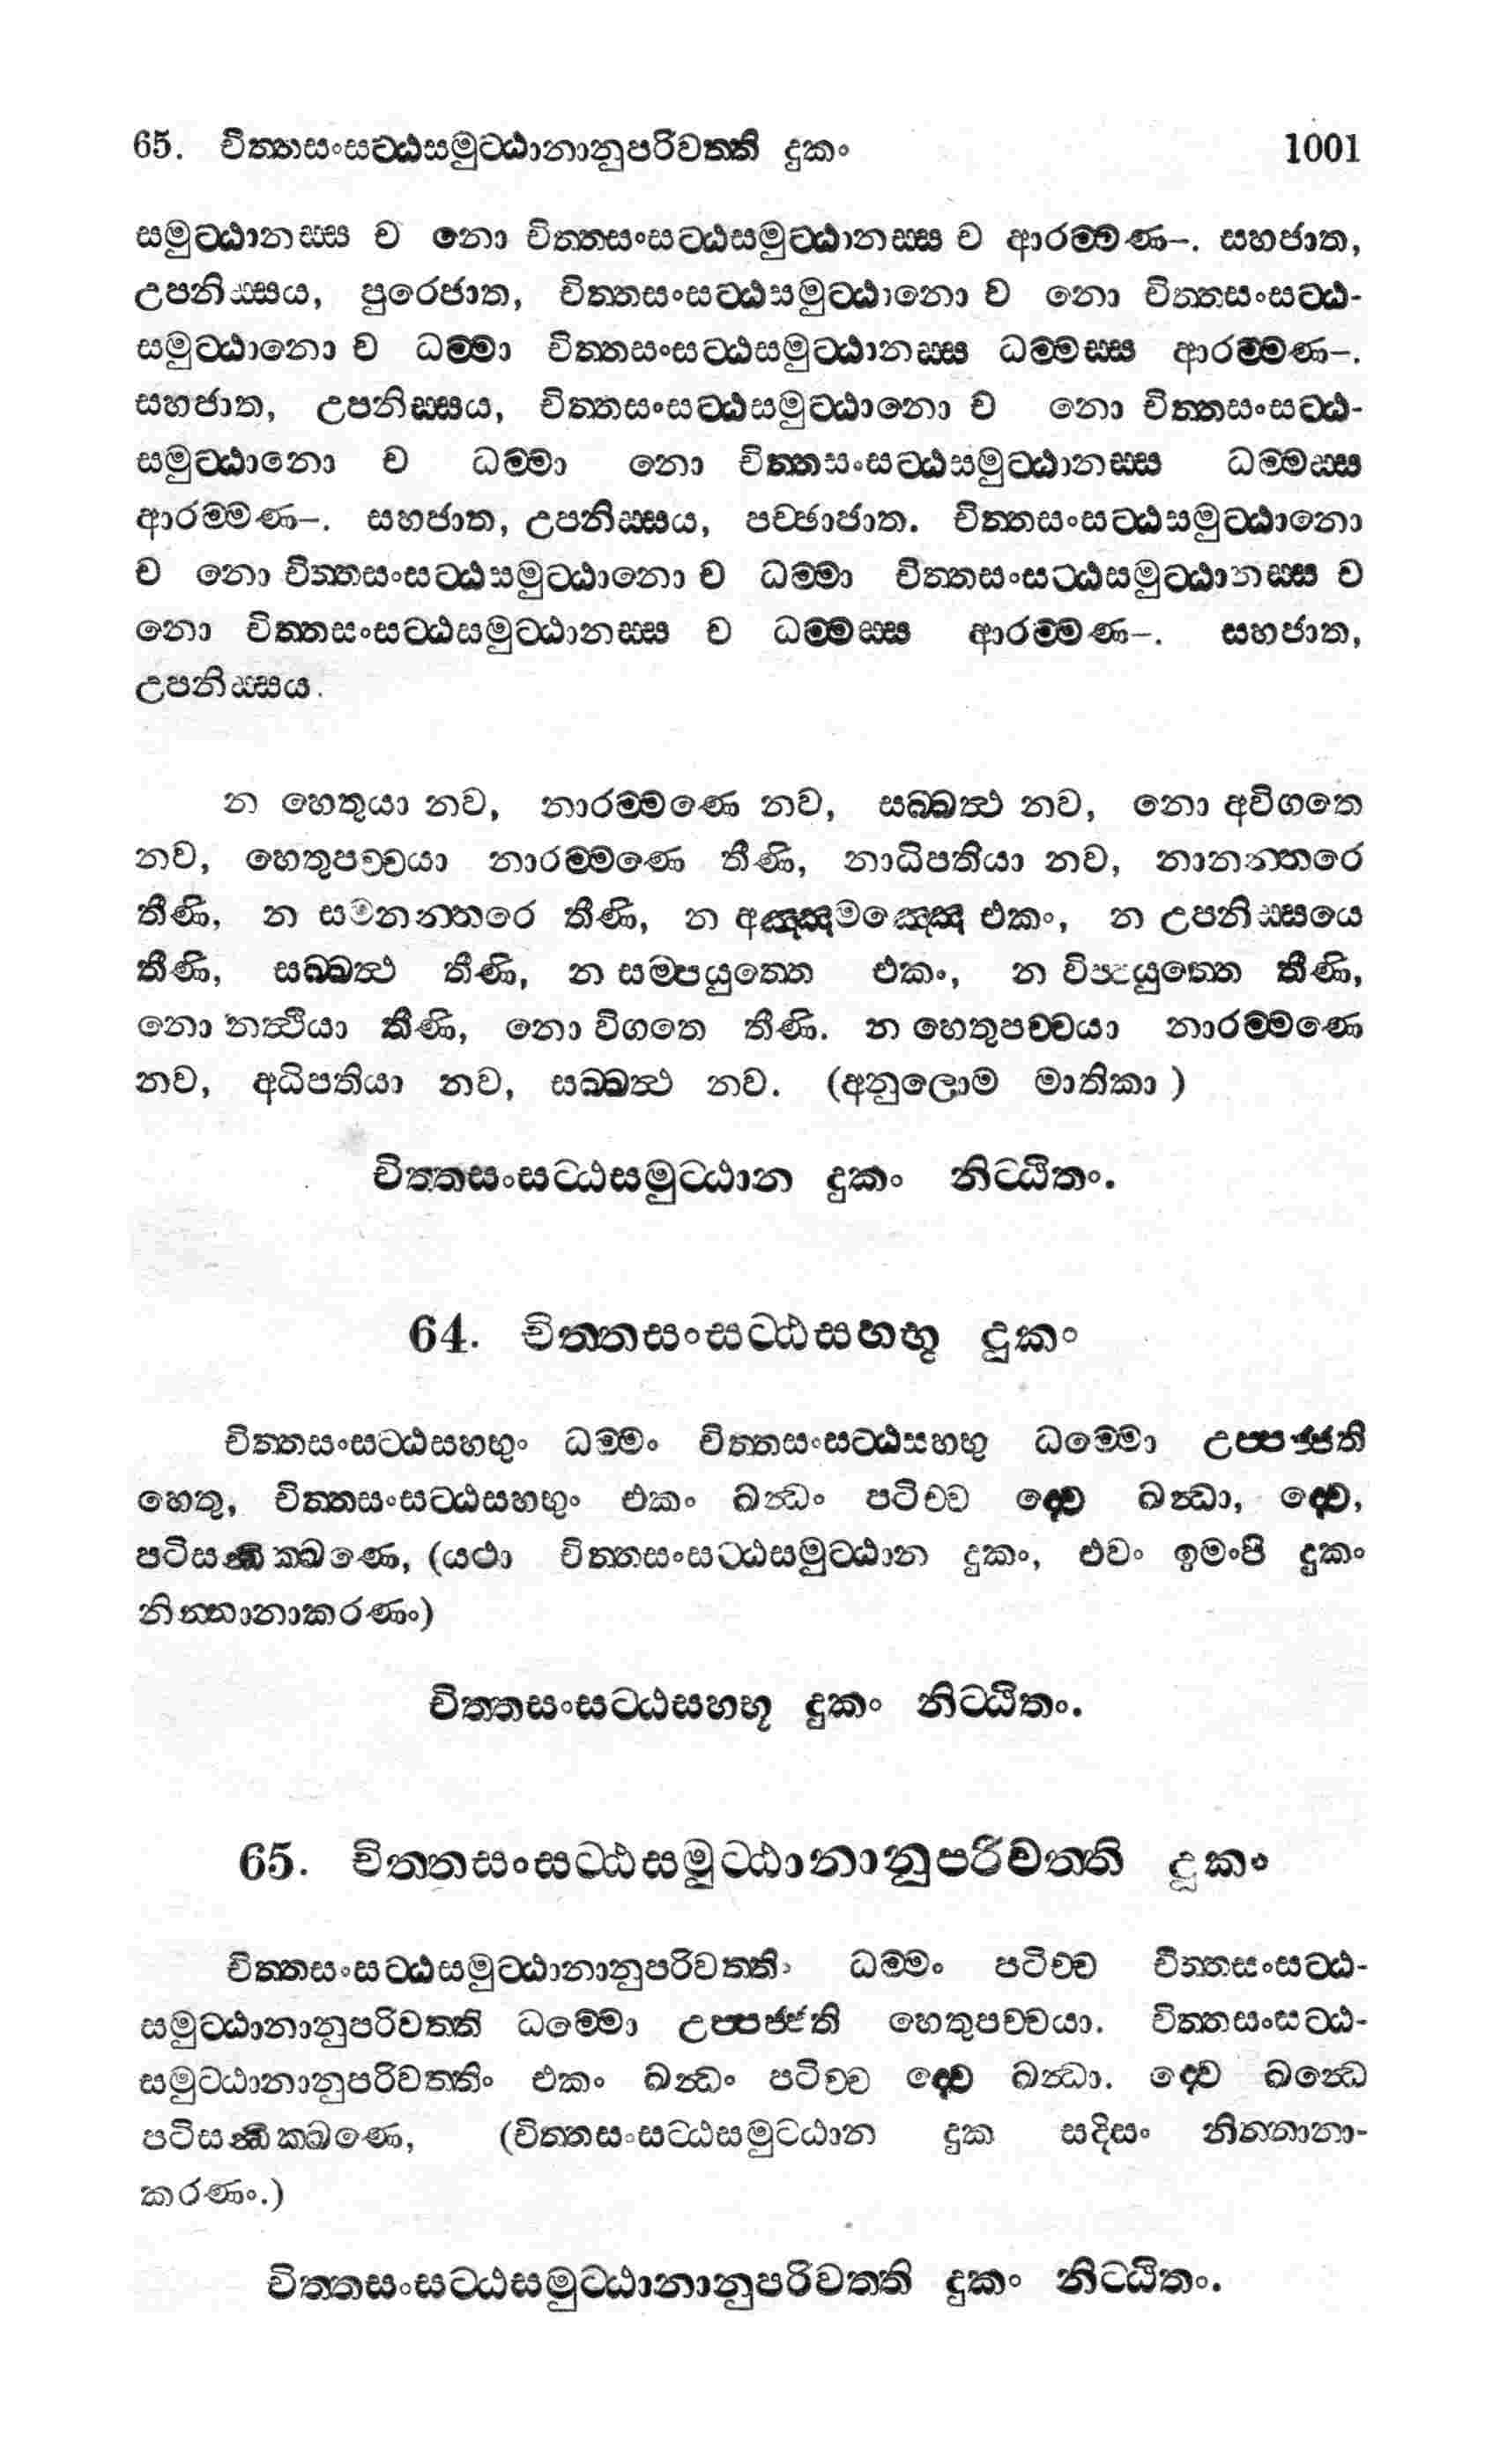 65. චිත්තසංසට්ඨසමුට්ඨානානුපරිවත්ති දුකං 1001
සමුට්ඨානස්ස ච නො චිත්තසංසට්ඨසමුට්ඨානස්ස ච ආරම්මණ–. සහජාත,
උපනිස්සය, පුරෙජාත, චිත්තසංසට්ඨසමුට්ඨානො ච නො චිත්තසංසට්ඨ-
සමුට්ඨානො ච ධම්මා චිත්තසංසට්ඨසමුට්ඨානස්ස ධම්මස්ස ආරම්මණ–.
සහජාත, උපනිස්සය, චිත්තසංසට්ඨසමුට්ඨානො ච නො චිත්තසංසට්ඨ-
සමුට්ඨානො ච ධම්මා නො චිත්තසංසට්ඨසමුට්ඨානස්ස ධම්මස්ස
ආරම්මණ–. සහජාත, උපනිස්සය, පච්ඡාජාත. චිත්තසංසට්ඨසමුට්ඨානො
ච නො චිත්තසංසට්ඨසමුට්ඨානො ච ධම්මා චිත්තසංසට්ඨසමුට්ඨානස්ස ච
නො චිත්තසංසට්ඨසමුට්ඨානස්ස ච ධම්මස්ස ආරම්මණ–. සහජාත,
උපනිස්සය.
න හෙතුයා නව, නාරම්මණෙ නව, සබ්බත්ථ නව, නො අවිගතෙ
නව, හෙතුපච්චයා නාරම්මණෙ තීණි, නාධිපතියා නව, නානන්තරෙ
තීණි, න සමනන්තරෙ තීණි, න අඤ්ඤමඤ්ඤෙ එකං, න උපනිස්සයෙ
තීණි, සබ්බත්ථ තීණි, න සම්පයුත්තෙ එකං, න විප්පයුත්තෙ තීණි,
නො නත්ථියා තීණි, නො විගතෙ තීණි. න හෙතුපච්චයා නාරම්මණෙ
නව, අධිපතියා නව, සබ්බත්ථ නව. (අනුලොම මාතිකා)
චිත්තසංසට්ඨසමුට්ඨාන දුකං නිට්ඨිතං.
64. චිත්තසංසට්ඨසහභූ දුකං
චිත්තසංසට්ඨසහභුං ධම්මං චිත්තසංසට්ඨසහභු ධම්මො උප්පජ්ජති
හෙතු, චිත්තසංසට්ඨසහභුං එකං ඛන්ධං පටිච්ච ද්වෙ ඛන්ධා, ද්වෙ,
පටිසන්ධික්ඛණෙ, (යථා චිත්තසංසට්ඨසමුට්ඨාන දුකං, එවං ඉමංපි දුකං
නින්නානාකරණං)
චිත්තසංසට්ඨසහභූ දුකං නිට්ඨිතං.
65. චිත්තසංසට්ඨසමුට්ඨානානුපරිවත්ති දුකං
චිත්තසංසට්ඨසමුට්ඨානානුපරිවත්තිං ධම්මං පටිච්ච චිත්තසංසට්ඨ-
සමුට්ඨානානුපරිවත්ති ධම්මො උප්පජ්ජති හෙතුපච්චයා. චිත්තසංසට්ඨ-
සමුට්ඨානානුපරිවත්තිං එකං ඛන්ධං පටිච්ච ද්වෙ ඛන්ධා. ද්වෙ ඛන්ධෙ
පටිසන්ධික්ඛණෙ, (චිත්තසංසට්ඨසමුට්ඨාන දුක සදිසං නින්නානා-
කරණං.)
චිත්තසංසට්ඨසමුට්ඨානානුපරිවත්ති දුකං නිට්ඨිතං.